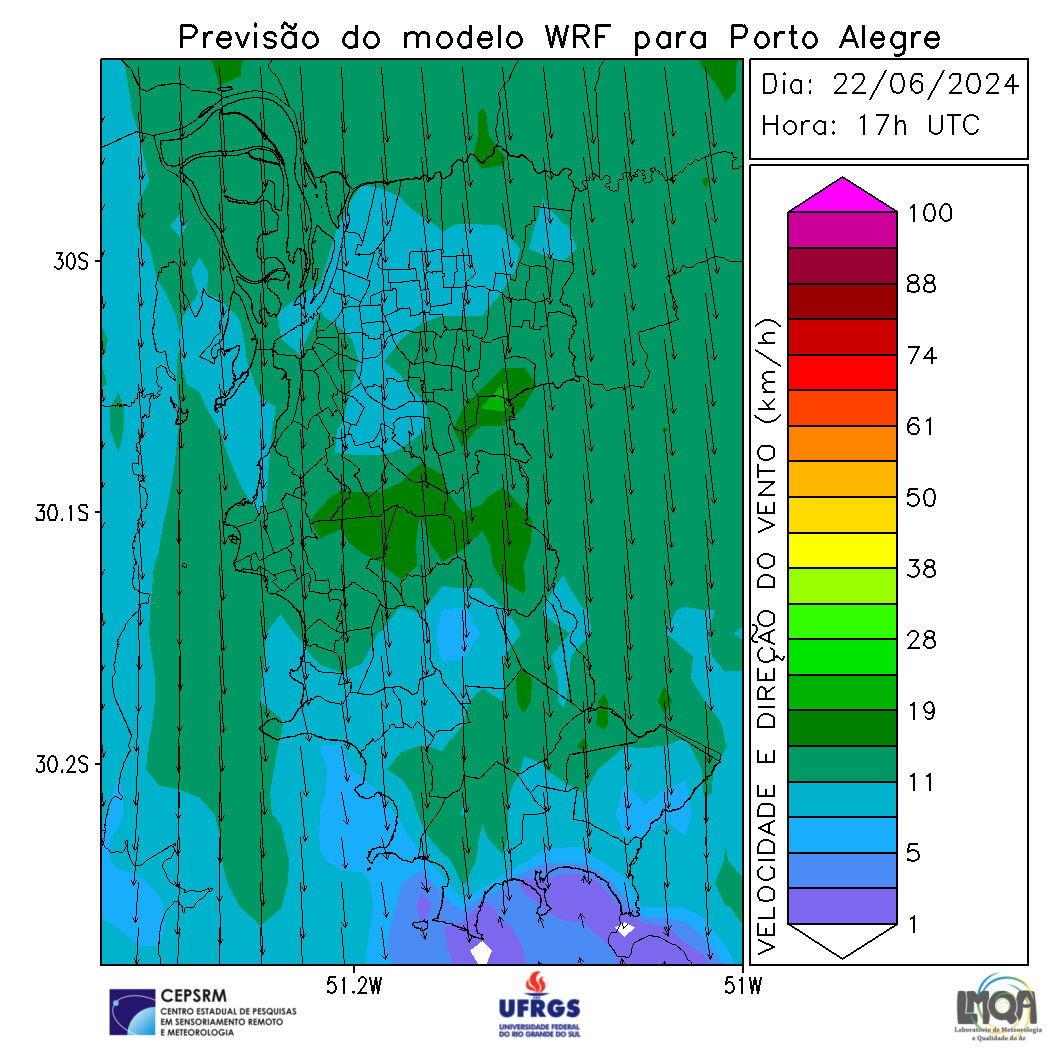 Previsão do modelo WRF para Porto Alegre
Dia: 22/06/2024
Hora: 17h UTC
30S
30.1S
30.2S
51.2W
51W
VELOCIDADE E DIREÇÃO DO VENTO (km/h)
100
88
74
61
50
38
28
19
11
5
1
CEPSRM
CENTRO ESTADUAL DE PESQUISAS
EM SENSORIAMENTO REMOTO
E METEOROLOGIA
UFRGS
UNIVERSIDADE FEDERAL
DO RIO GRANDE DO SUL
LMQA
Laboratório de Meteorologia
e Qualidade do Ar